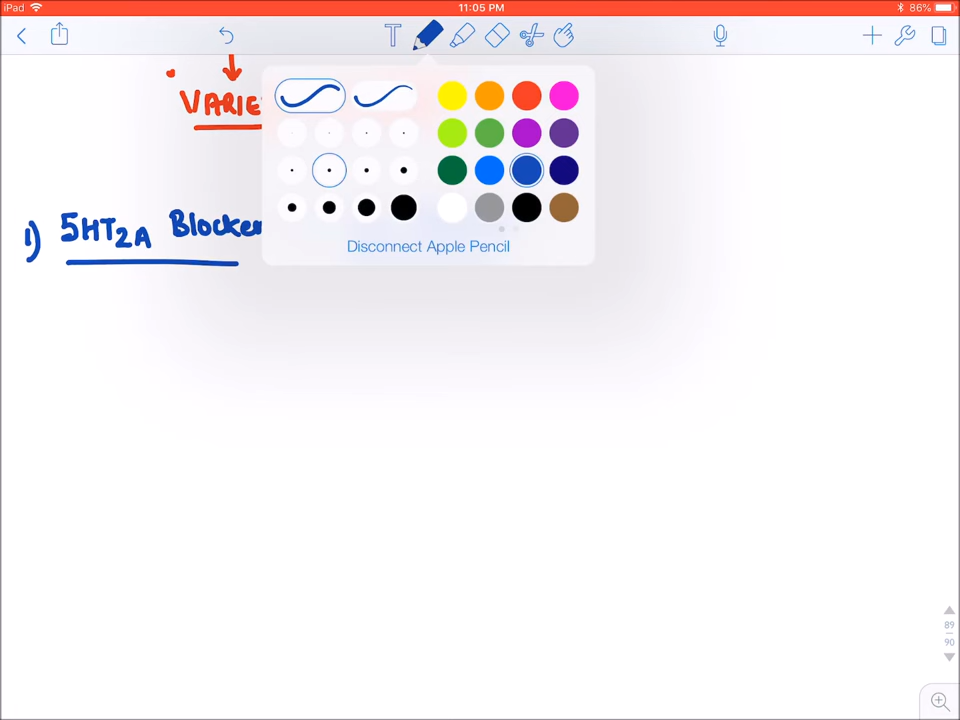 iPad 11:05 PM 86%
T
VARIE
1) 5HT2A Blocker
Disconnect Apple Pencil
89
90